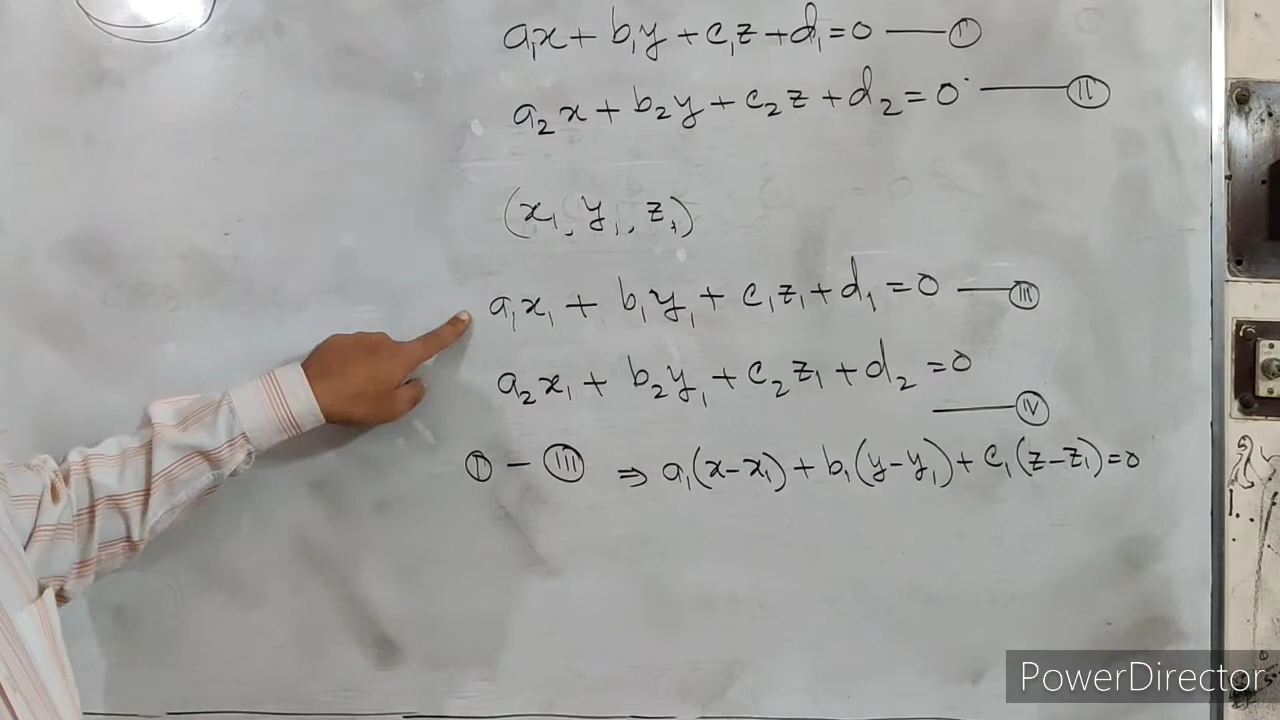 a₁x + b₁y + c₁z + d₁ = 0 — Ⓘ
a₂x + b₂y + c₂z + d₂ = 0 — Ⅱ
(x₁, y₁, z₁)
a₁x₁ + b₁y₁ + c₁z₁ + d₁ = 0 — Ⅲ
a₂x₁ + b₂y₁ + c₂z₁ + d₂ = 0
— Ⅳ
Ⓘ – Ⅲ ⇒ a₁(x–x₁) + b₁(y–y₁) + c₁(z–z₁) = 0
PowerDirector